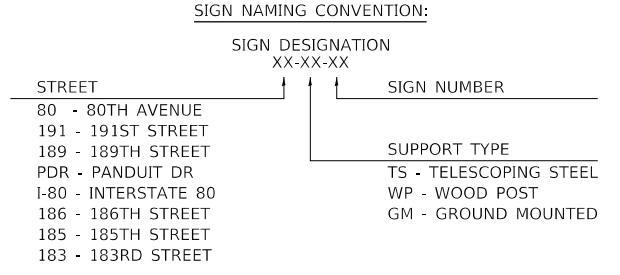 SIGN NAMING CONVENTION:
SIGN DESIGNATION
XX-XX-XX
STREET
80 - 80TH AVENUE
191 - 191ST STREET
189 - 189TH STREET
PDR - PANDUIT DR
I-80 - INTERSTATE 80
186 - 186TH STREET
185 - 185TH STREET
183 - 183RD STREET
SIGN NUMBER
SUPPORT TYPE
TS - TELESCOPING STEEL
WP - WOOD POST
GM - GROUND MOUNTED